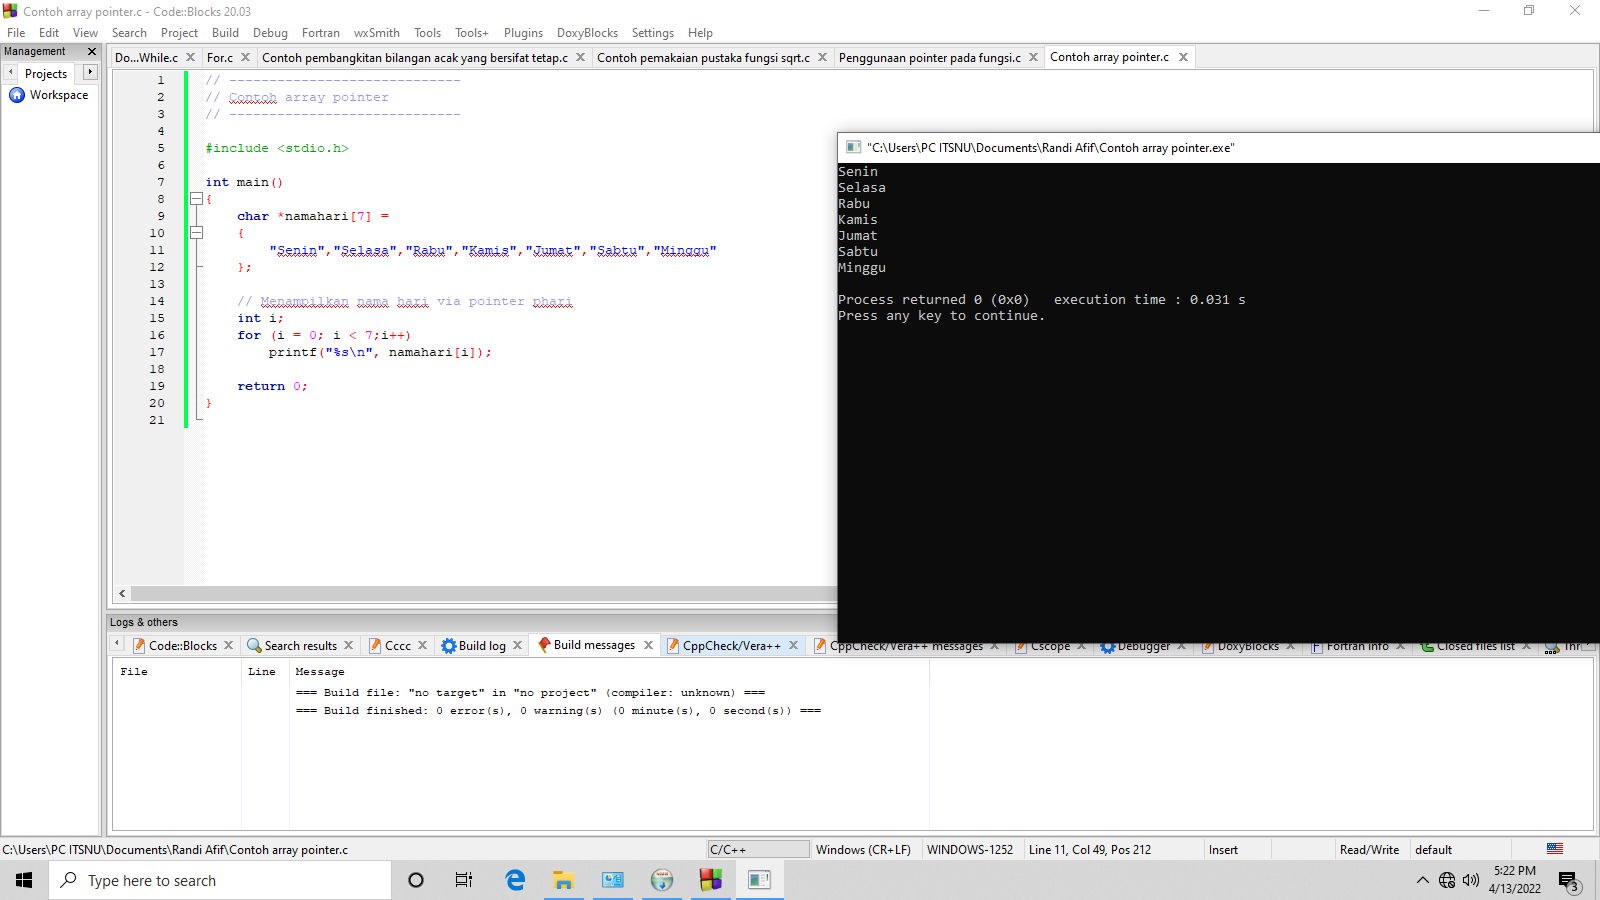 Contoh array pointer.c - Code::Blocks 20.03
File Edit View Search Project Build Debug Fortran wxSmith Tools Tools+ Plugins DoxyBlocks Settings Help
Management
Projects
Workspace
Do...While.c For.c Contoh pembangkitan bilangan acak yang bersifat tetap.c Contoh pemakaian pustaka fungsi sqrt.c Penggunaan pointer pada fungsi.c Contoh array pointer.c
1 // -----------------------------
2 // Contoh array pointer
3 // -----------------------------
4
5 #include <stdio.h>
6
7 int main()
8 {
9 char *namahari[7] =
10 {
11 "Senin","Selasa","Rabu","Kamis","Jumat","Sabtu","Minggu"
12 };
13
14 // Menampilkan nama hari via pointer phari
15 int i;
16 for (i = 0; i < 7;i++)
17 printf("%s\n", namahari[i]);
18
19 return 0;
20 }
21
"C:\Users\PC ITSNU\Documents\Randi Afif\Contoh array pointer.exe"
Senin
Selasa
Rabu
Kamis
Jumat
Sabtu
Minggu
Process returned 0 (0x0) execution time : 0.031 s
Press any key to continue.
Logs & others
Code::Blocks Search results Cccc Build log Build messages CppCheck/Vera++ CppCheck/Vera++ messages Cscope Debugger DoxyBlocks Fortran info Closed files list Thr
File Line Message
=== Build file: "no target" in "no project" (compiler: unknown) ===
=== Build finished: 0 error(s), 0 warning(s) (0 minute(s), 0 second(s)) ===
C:\Users\PC ITSNU\Documents\Randi Afif\Contoh array pointer.c C/C++ Windows (CR+LF) WINDOWS-1252 Line 11, Col 49, Pos 212 Insert Read/Write default
Type here to search
5:22 PM
4/13/2022
3